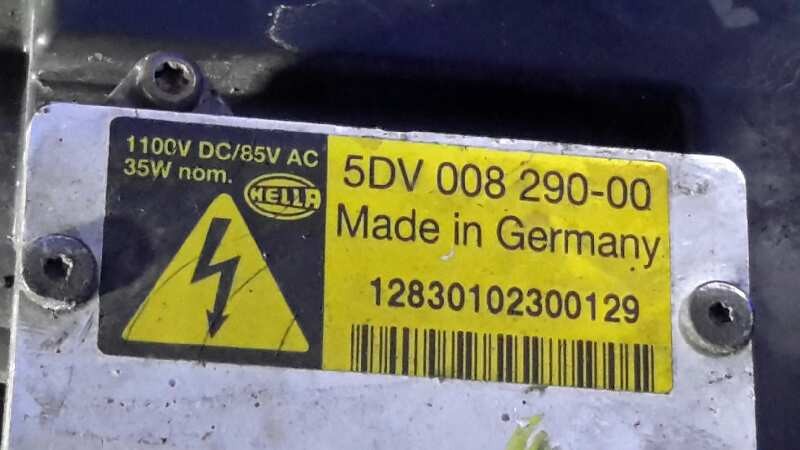 1100V DC/85V AC
35W nom.
HELLA
5DV 008 290-00
Made in Germany
12830102300129